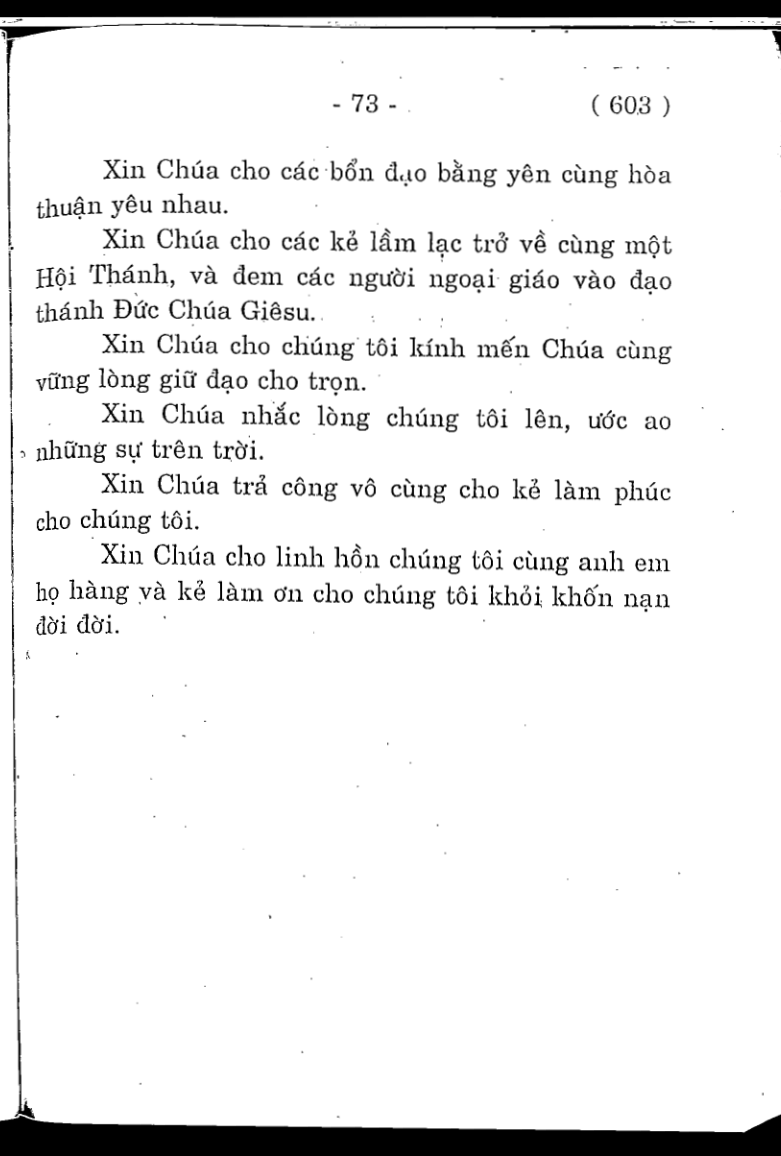 - 73 - ( 603 )
Xin Chúa cho các bổn đạo bằng yên cùng hòa
thuận yêu nhau.
Xin Chúa cho các kẻ lầm lạc trở về cùng một
Hội Thánh, và đem các người ngoại giáo vào đạo
thánh Đức Chúa Giêsu.
Xin Chúa cho chúng tôi kính mến Chúa cùng
vững lòng giữ đạo cho trọn.
Xin Chúa nhắc lòng chúng tôi lên, ước ao
những sự trên trời.
Xin Chúa trả công vô cùng cho kẻ làm phúc
cho chúng tôi.
Xin Chúa cho linh hồn chúng tôi cùng anh em
họ hàng và kẻ làm ơn cho chúng tôi khỏi khốn nạn
đời đời.